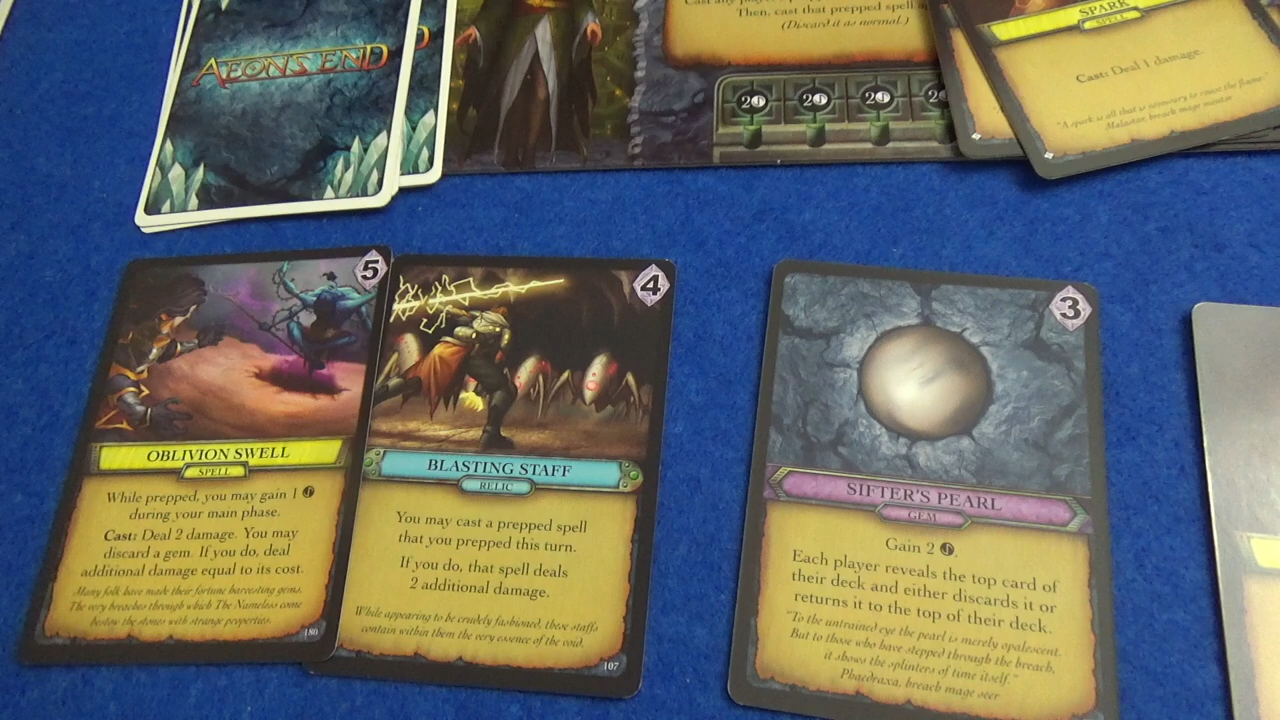 AEONS END
Cast any player's prepped spell
Then, cast that prepped spell
(Discard it as normal.)
2
2
2
2
SPARK
SPELL
Cast: Deal 1 damage.
"A spark is all that is necessary to roust the flame."
Malastar, breach mage mentor
5
OBLIVION SWELL
SPELL
While prepped, you may gain 1
during your main phase.
Cast: Deal 2 damage. You may
discard a gem. If you do, deal
additional damage equal to its cost.
Many folk have made their fortune harvesting gems.
The very breaches through which The Nameless come
bestow the stones with strange properties.
180
4
BLASTING STAFF
RELIC
You may cast a prepped spell
that you prepped this turn.
If you do, that spell deals
2 additional damage.
While appearing to be crudely fashioned, these staffs
contain within them the very essence of the void.
107
3
SIFTER'S PEARL
GEM
Gain 2 .
Each player reveals the top card of
their deck and either discards it or
returns it to the top of their deck.
"To the untrained eye the pearl is merely opalescent.
But to those who have stepped through the breach,
it shows the splinters of time itself."
Phaedraxa, breach mage seer